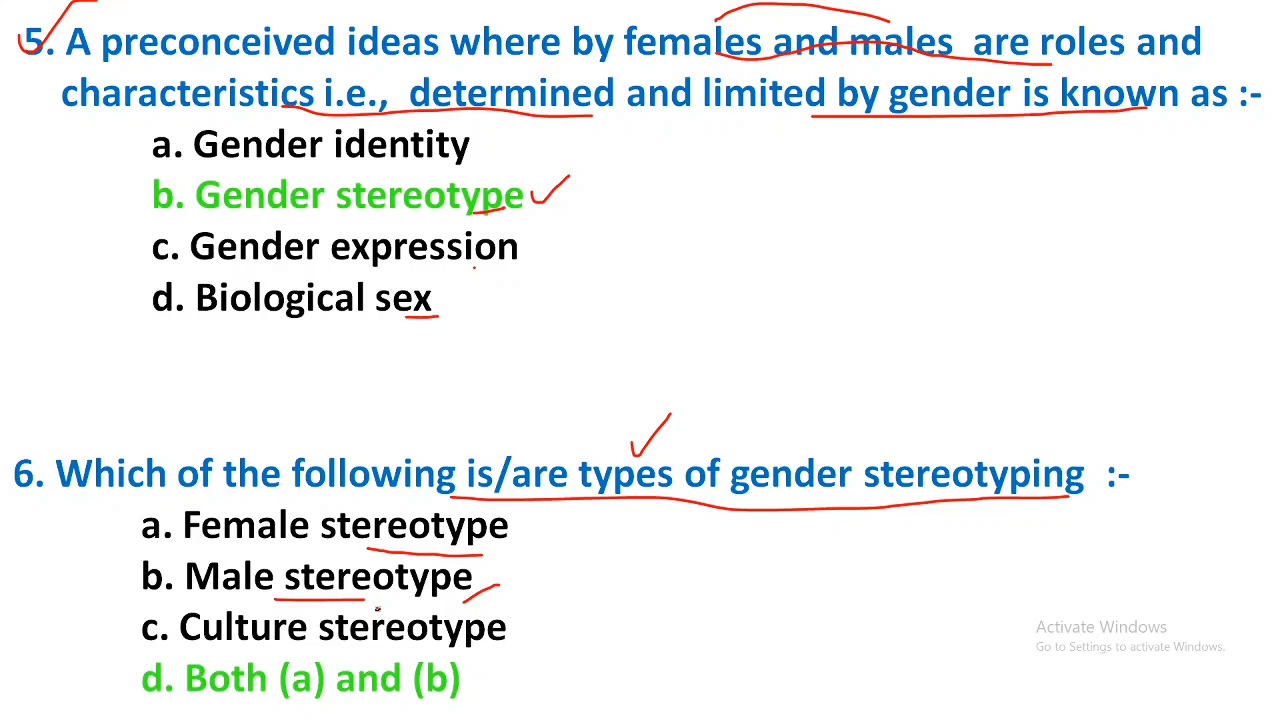 5. A preconceived ideas where by females and males are roles and
characteristics i.e., determined and limited by gender is known as :-
a. Gender identity
b. Gender stereotype
c. Gender expression
d. Biological sex
6. Which of the following is/are types of gender stereotyping :-
a. Female stereotype
b. Male stereotype
c. Culture stereotype
d. Both (a) and (b)
Activate Windows
Go to Settings to activate Windows.